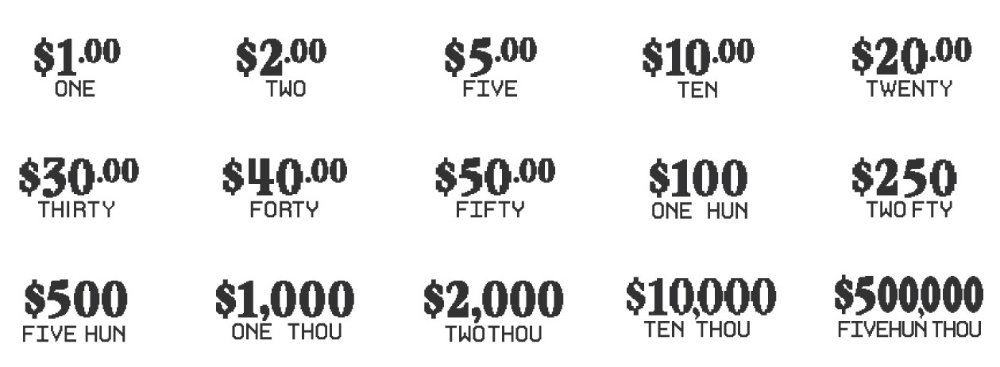 $1.00 $2.00 $5.00 $10.00 $20.00
ONE TWO FIVE TEN TWENTY
$30.00 $40.00 $50.00 $100 $250
THIRTY FORTY FIFTY ONE HUN TWO FTY
$500 $1,000 $2,000 $10,000 $500,000
FIVE HUN ONE THOU TWOTHOU TEN THOU FIVEHUN THOU